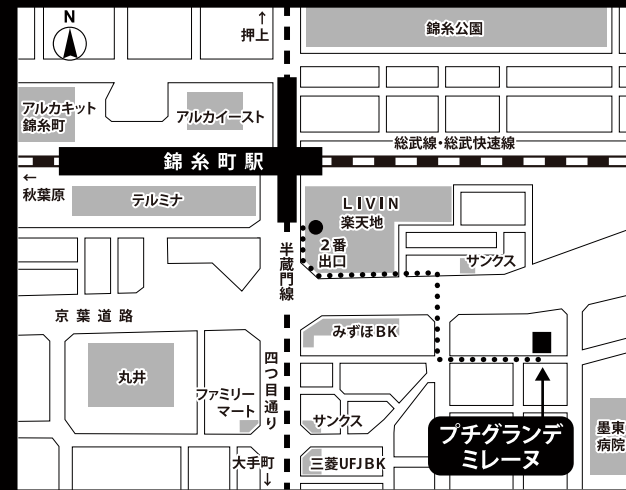 N
↑
押上
錦糸公園
アルカキット
錦糸町
アルカイースト
総武線・総武快速線
錦糸町駅
←
秋葉原
テルミナ
LIVIN
楽天地
2番
出口
サンクス
半蔵門線
京葉道路
みずほBK
丸井
四つ目通り
ファミリー
マート
サンクス
プチグランデ
ミレーヌ
墨東
病院
大手町
↓
三菱UFJBK